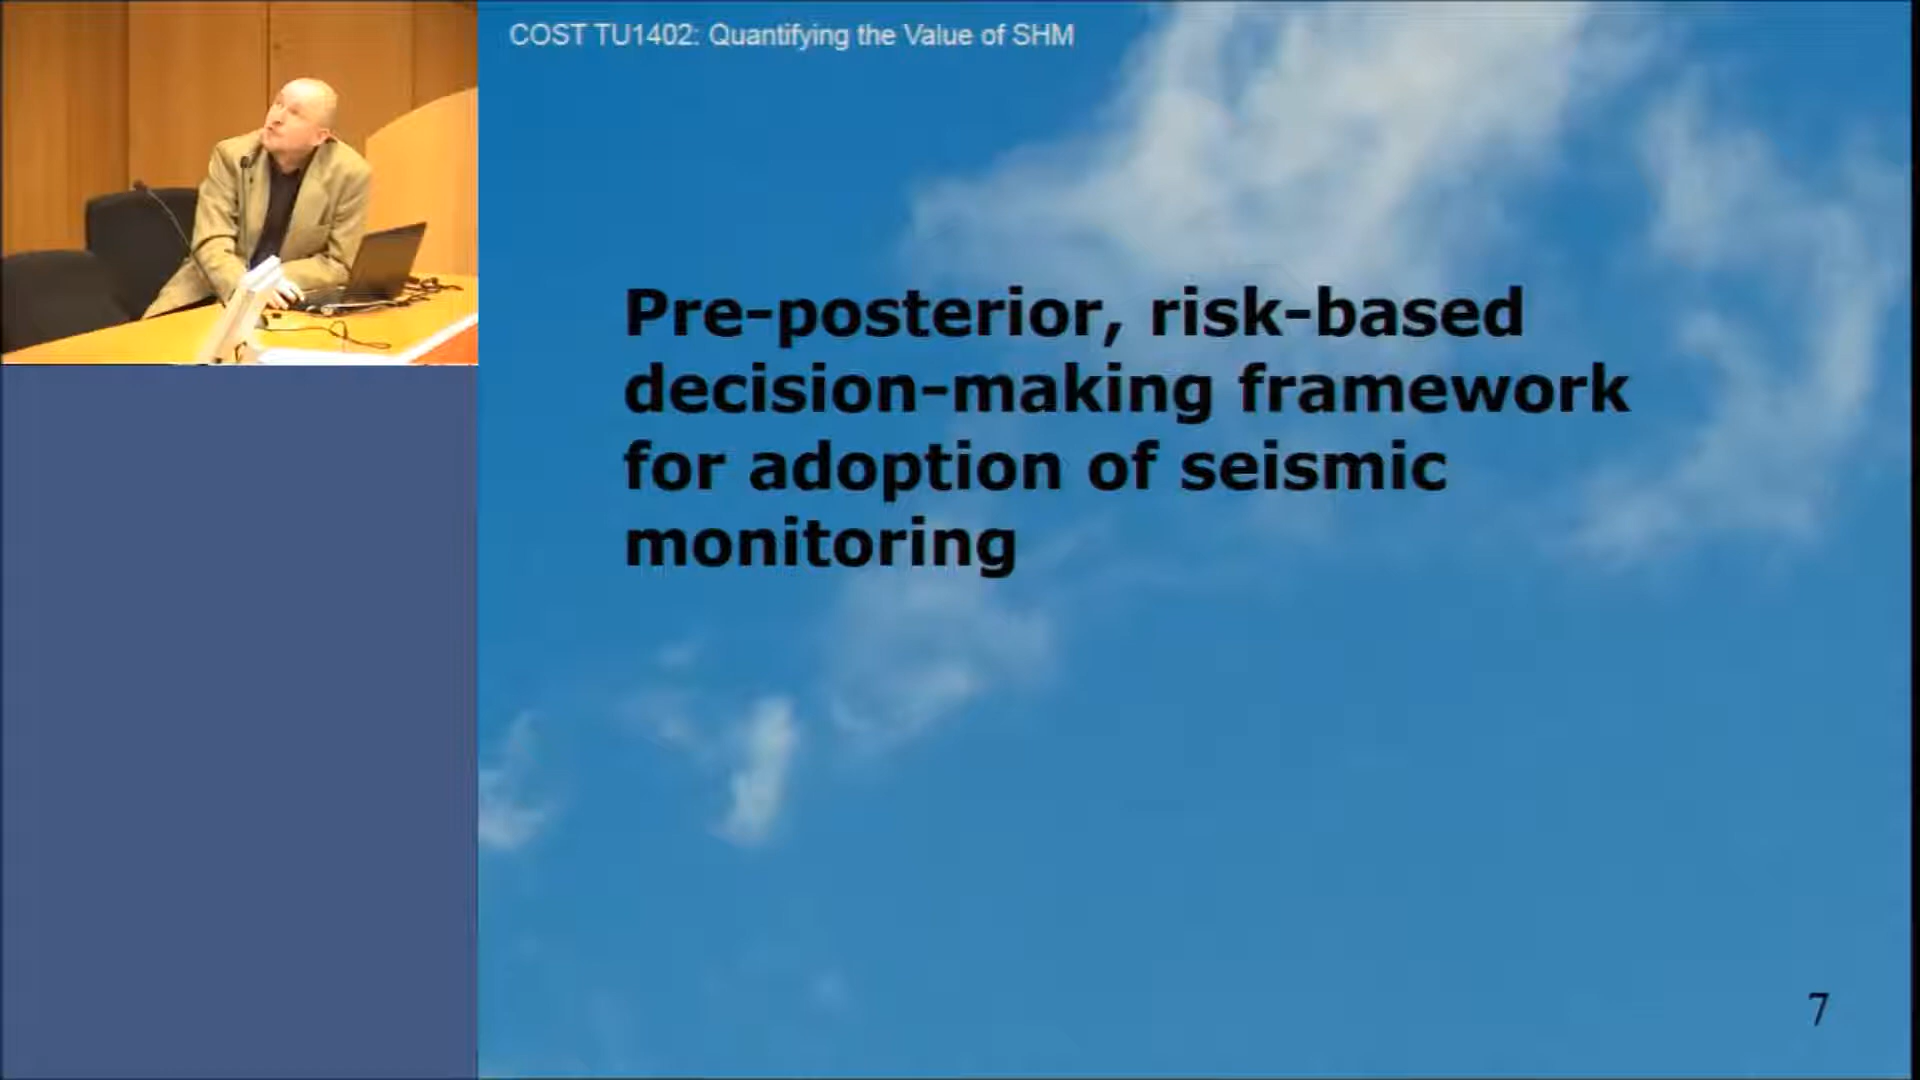 COST TU1402: Quantifying the Value of SHM
Pre-posterior, risk-based
decision-making framework
for adoption of seismic
monitoring
7